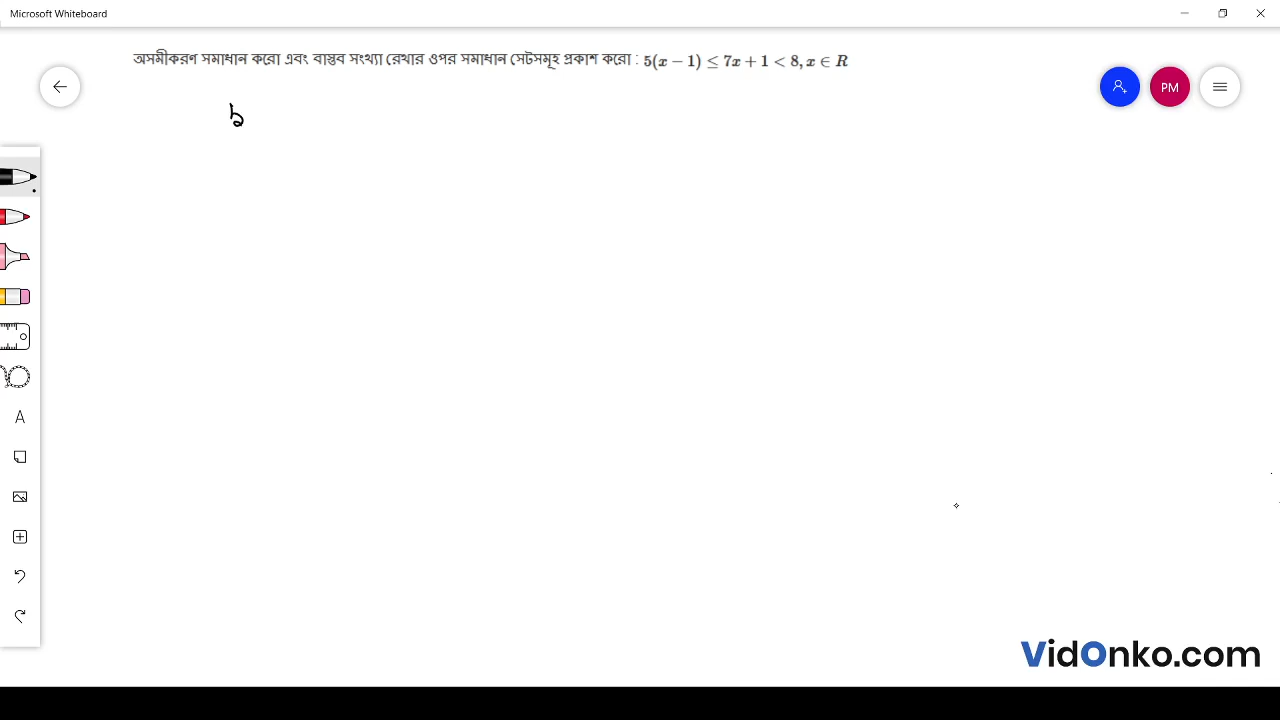 Microsoft Whiteboard
অসমীকরণ সমাধান করো এবং বাস্তব সংখ্যা রেখার ওপর সমাধান সেটসমূহ প্রকাশ করো : 5(x − 1) ≤ 7x + 1 < 8, x ∈ R
PM
A
VidOnko.com